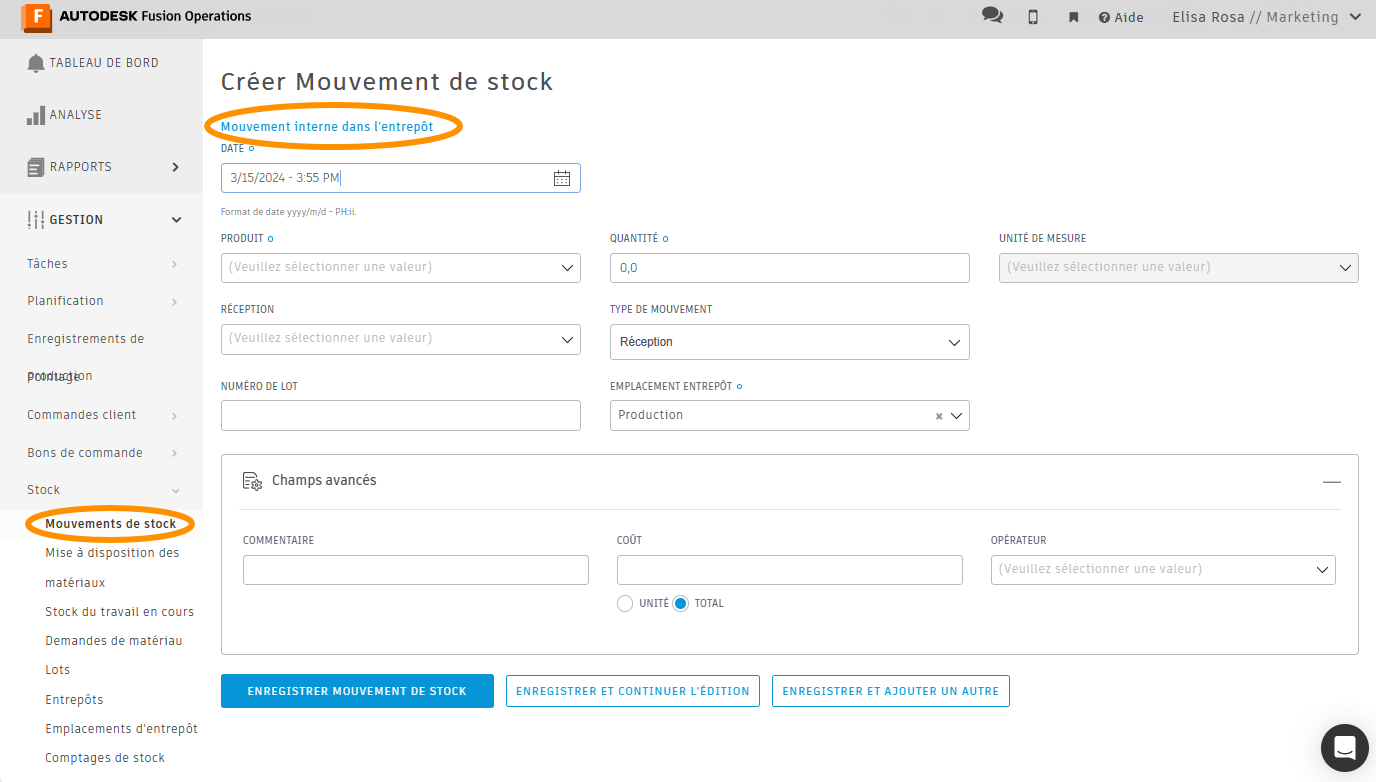 F AUTODESK Fusion Operations
Aide
Elisa Rosa // Marketing
TABLEAU DE BORD
ANALYSE
RAPPORTS
GESTION
Tâches
Planification
Enregistrements de
production
Pointage
Commandes client
Bons de commande
Stock
Mouvements de stock
Mise à disposition des
matériaux
Stock du travail en cours
Demandes de matériau
Lots
Entrepôts
Emplacements d'entrepôt
Comptages de stock
Créer Mouvement de stock
Mouvement interne dans l'entrepôt
DATE
3/15/2024 - 3:55 PM
Format de date yyyy/m/d - PH:ii.
PRODUIT
(Veuillez sélectionner une valeur)
QUANTITÉ
0,0
UNITÉ DE MESURE
(Veuillez sélectionner une valeur)
RÉCEPTION
(Veuillez sélectionner une valeur)
TYPE DE MOUVEMENT
Réception
NUMÉRO DE LOT
EMPLACEMENT ENTREPÔT
Production
Champs avancés
COMMENTAIRE
COÛT
UNITÉ TOTAL
OPÉRATEUR
(Veuillez sélectionner une valeur)
ENREGISTRER MOUVEMENT DE STOCK
ENREGISTRER ET CONTINUER L'ÉDITION
ENREGISTRER ET AJOUTER UN AUTRE